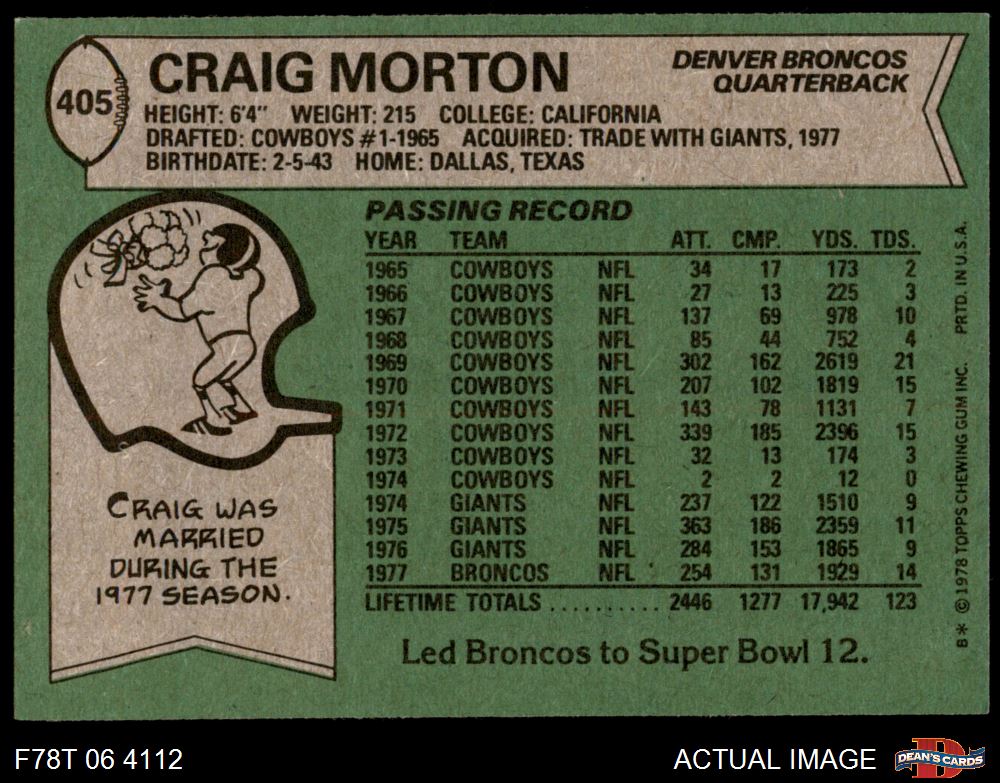 405
CRAIG MORTON
DENVER BRONCOS
QUARTERBACK
HEIGHT: 6'4" WEIGHT: 215 COLLEGE: CALIFORNIA
DRAFTED: COWBOYS #1-1965 ACQUIRED: TRADE WITH GIANTS, 1977
BIRTHDATE: 2-5-43 HOME: DALLAS, TEXAS
PASSING RECORD
YEAR TEAM ATT. CMP. YDS. TDS.
1965 COWBOYS NFL 34 17 173 2
1966 COWBOYS NFL 27 13 225 3
1967 COWBOYS NFL 137 69 978 10
1968 COWBOYS NFL 85 44 752 4
1969 COWBOYS NFL 302 162 2619 21
1970 COWBOYS NFL 207 102 1819 15
1971 COWBOYS NFL 143 78 1131 7
1972 COWBOYS NFL 339 185 2396 15
1973 COWBOYS NFL 32 13 174 3
1974 COWBOYS NFL 2 2 12 0
1974 GIANTS NFL 237 122 1510 9
1975 GIANTS NFL 363 186 2359 11
1976 GIANTS NFL 284 153 1865 9
1977 BRONCOS NFL 254 131 1929 14
LIFETIME TOTALS .......... 2446 1277 17,942 123
Led Broncos to Super Bowl 12.
CRAIG WAS
MARRIED
DURING THE
1977 SEASON.
B* © 1978 TOPPS CHEWING GUM INC. PRTD. IN U.S.A.
F78T 06 4112
ACTUAL IMAGE
D
DEAN'S CARDS